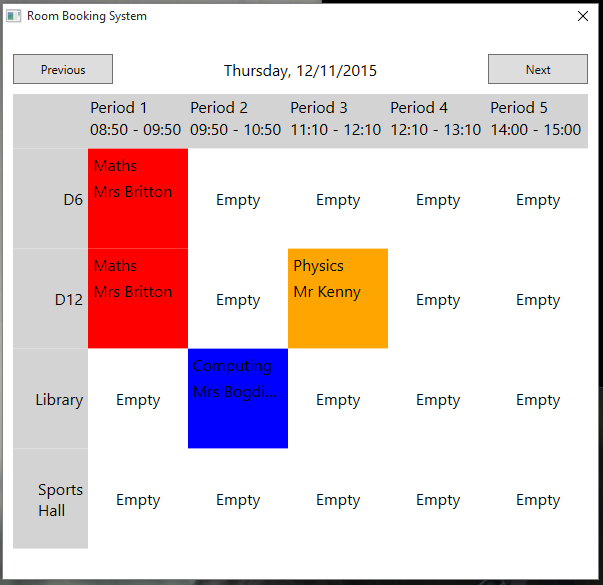 Room Booking System
Previous
Thursday, 12/11/2015
Next
Period 1 Period 2 Period 3 Period 4 Period 5
08:50 - 09:50 09:50 - 10:50 11:10 - 12:10 12:10 - 13:10 14:00 - 15:00
Maths
Mrs Britton
D6 Empty Empty Empty Empty
Maths Physics
Mrs Britton Mr Kenny
D12 Empty Empty Empty
Computing
Mrs Bogdi...
Library Empty Empty Empty Empty
Sports
Hall
Empty Empty Empty Empty Empty